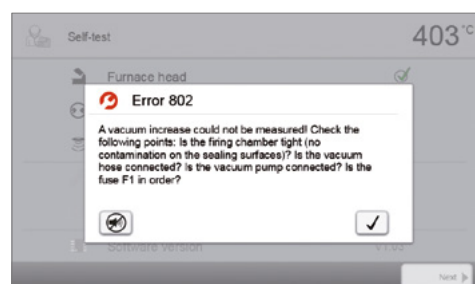 Self-test
403 °C
Furnace head
Error 802
A vacuum increase could not be measured! Check the
following points: Is the firing chamber tight (no
contamination on the sealing surfaces)? Is the vacuum
hose connected? Is the vacuum pump connected? Is the
fuse F1 in order?
Software version
Next